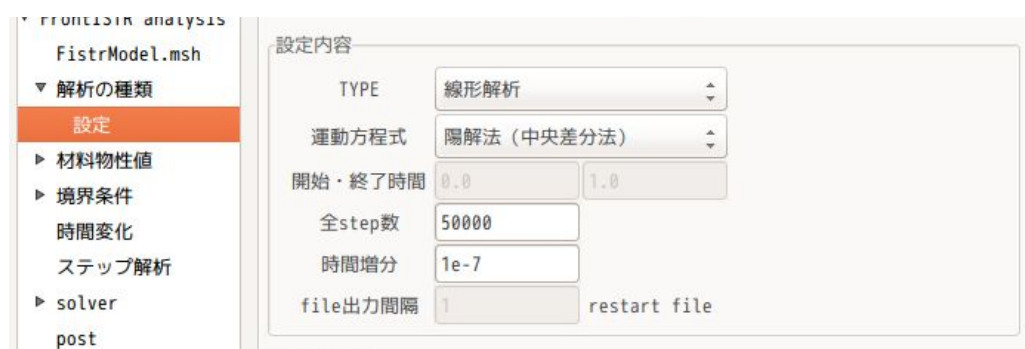 FrontISTR analysis
FistrModel.msh
▼ 解析の種類
設定
▶ 材料物性値
▶ 境界条件
時間変化
ステップ解析
▶ solver
post
設定内容
TYPE 線形解析
運動方程式 陽解法（中央差分法）
開始・終了時間 0.0 1.0
全step数 50000
時間増分 1e-7
file出力間隔 1 restart file